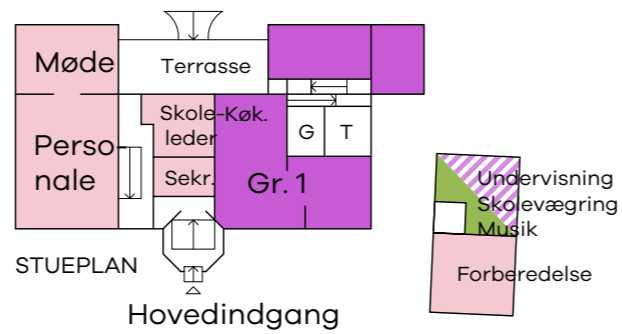 Møde
Terrasse
Skole-Køk.
leder
G
T
Perso-
nale
Sekr.
Gr. 1
Undervisning
Skolevægring
Musik
Forberedelse
STUEPLAN
Hovedindgang